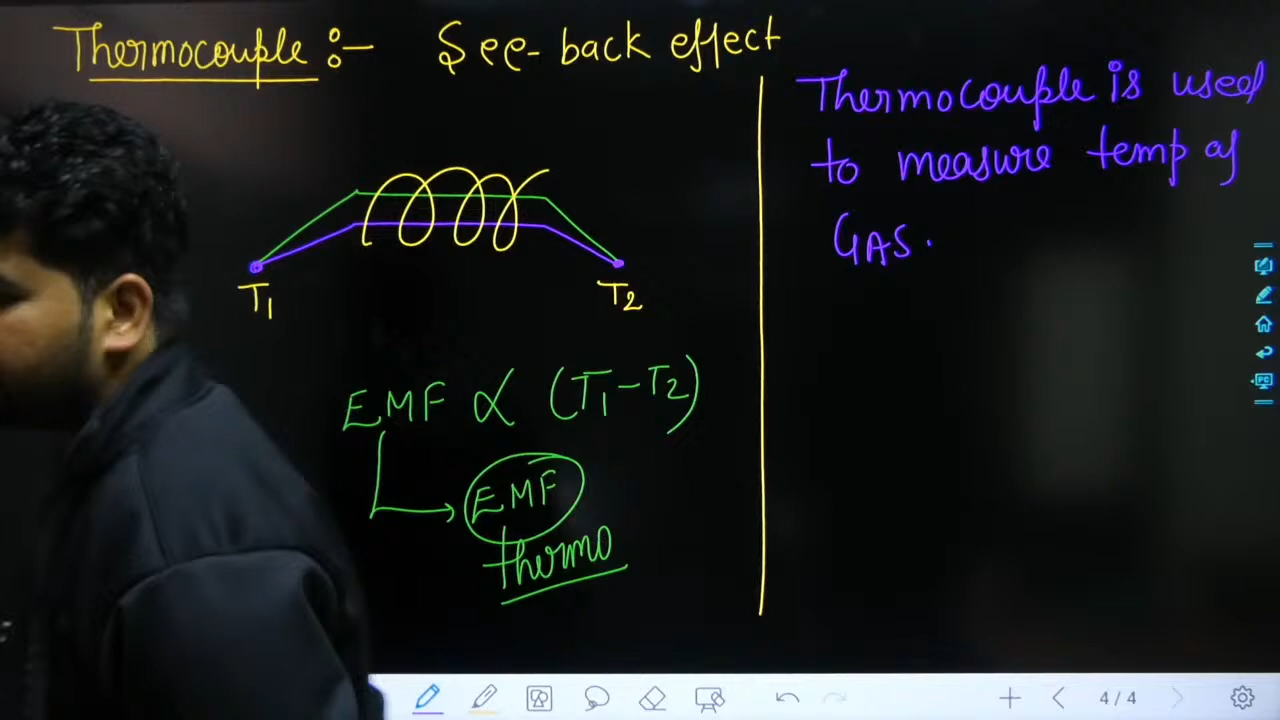 Thermocouple :- See-back effect
T1
T2
EMF ∝ (T1-T2)
EMF
thermo
Thermocouple is used
to measure temp of
GAS.
PC
4/4